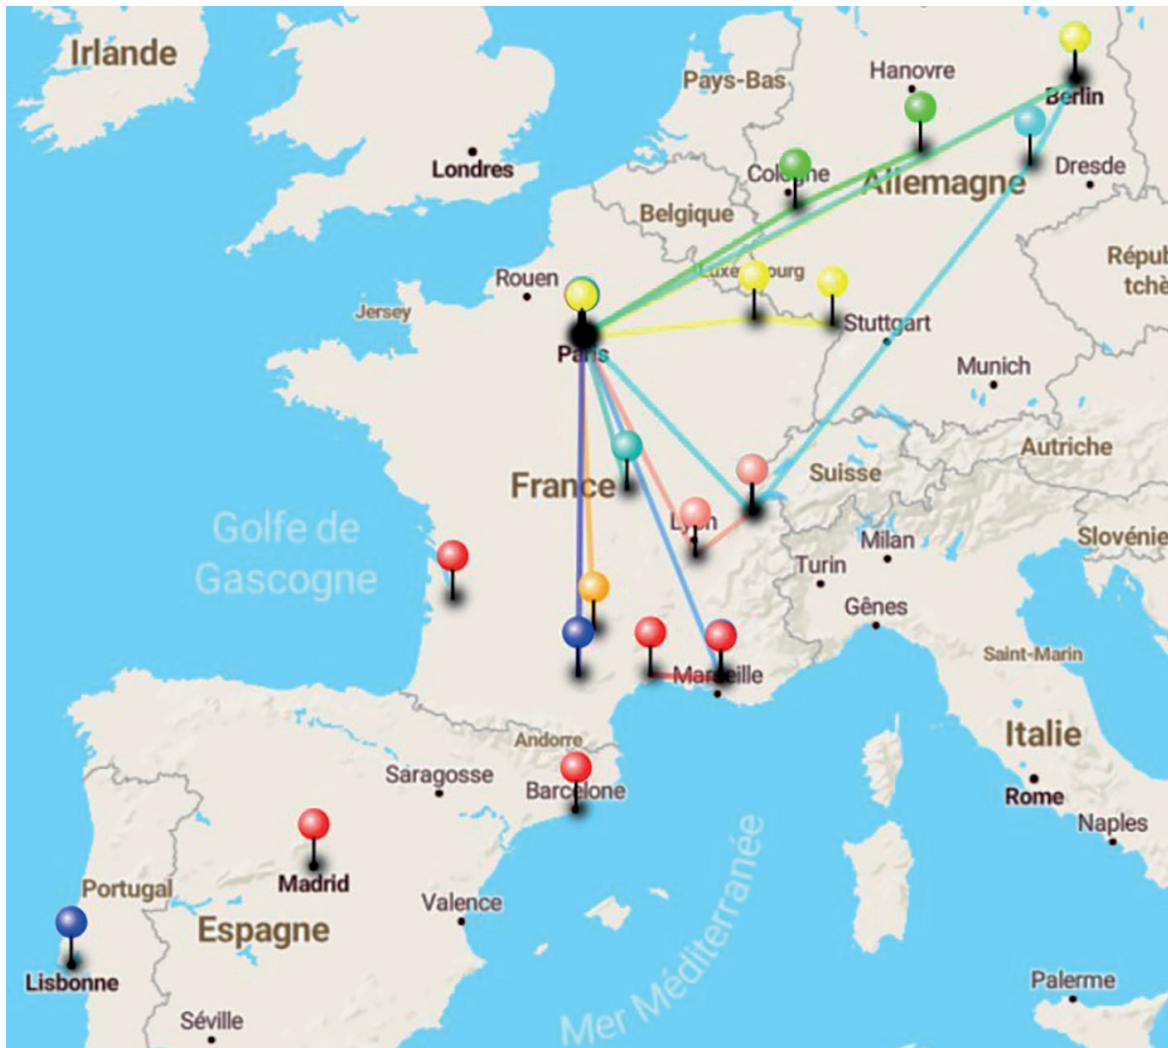 Irlande
Pays-Bas
Hanovre
Berlin
Londres
Cologne
Allemagne
Dresde
Belgique
Rouen
Luxembourg
Répub
tchè
Jersey
Stuttgart
Paris
Munich
Autriche
Suisse
France
Golfe de
Gascogne
Lyon
Milan
Slovénie
Turin
Gênes
Saint-Marin
Marseille
Andorre
Italie
Saragosse
Barcelone
Rome
Naples
Madrid
Portugal
Valence
Espagne
Mer Méditerranée
Lisbonne
Palerme
Séville